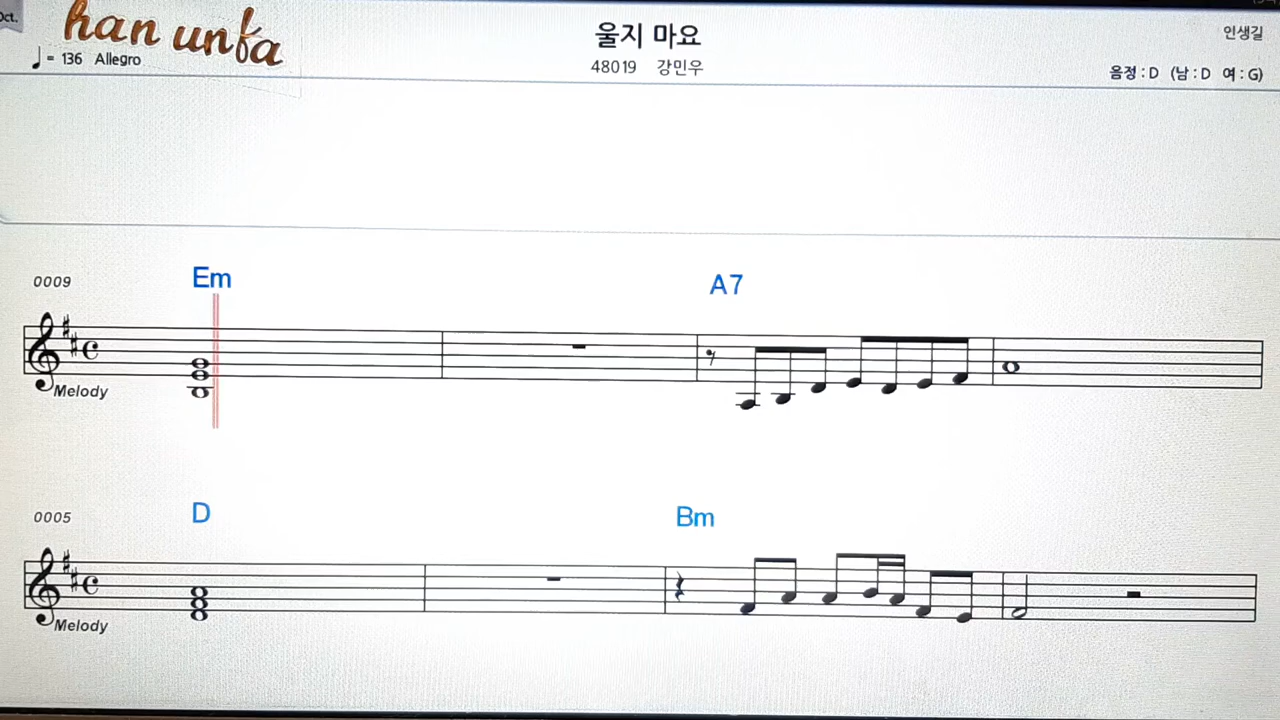 Oct.
han unfa
♩ = 136 Allegro
울지 마요
48019 강민우
인생길
음정 : D (남 : D 여 : G)
0009
Em
A7
Melody
0005
D
Bm
Melody